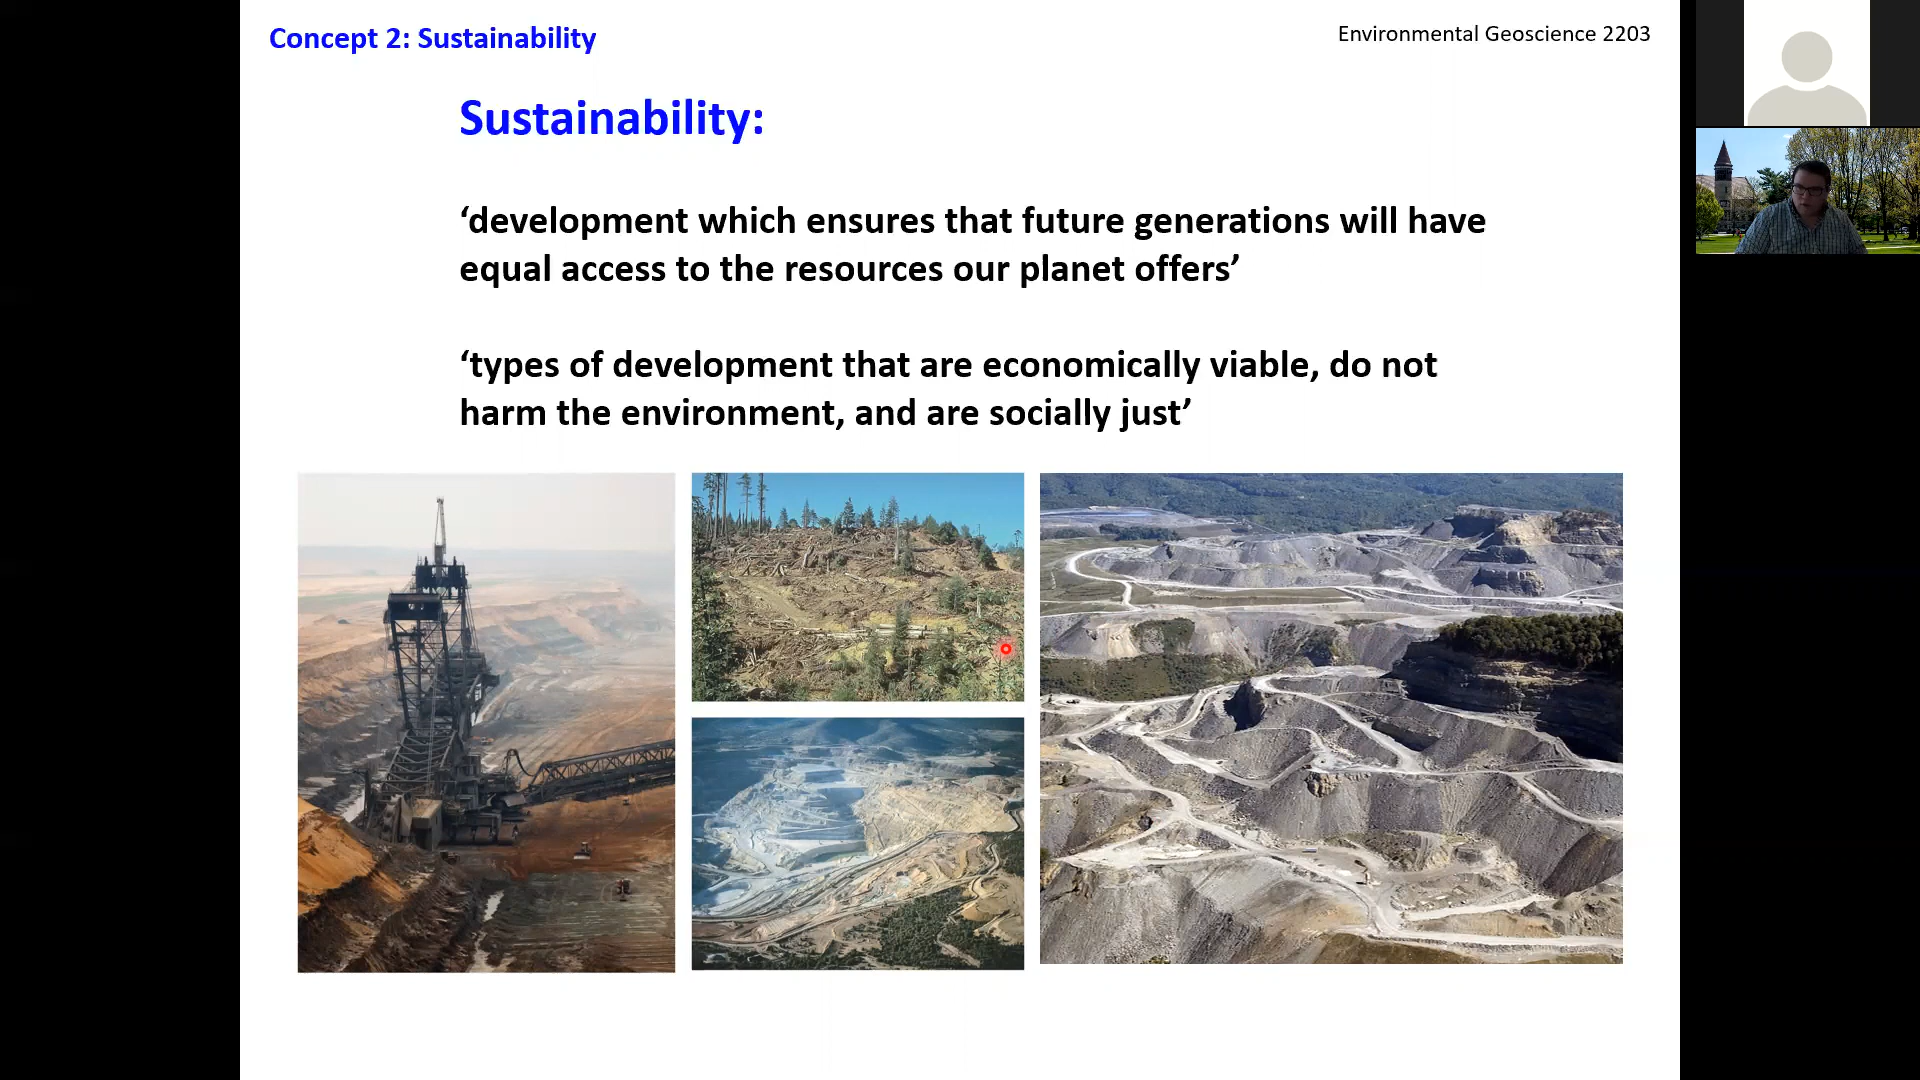 Concept 2: Sustainability
Environmental Geoscience 2203
Sustainability:
‘development which ensures that future generations will have
equal access to the resources our planet offers’
‘types of development that are economically viable, do not
harm the environment, and are socially just’